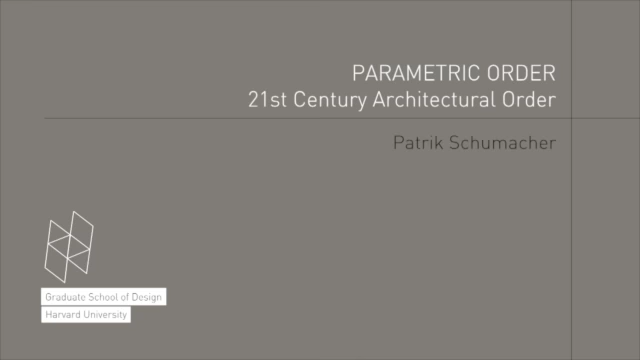 PARAMETRIC ORDER
21st Century Architectural Order
Patrik Schumacher
Graduate School of Design
Harvard University